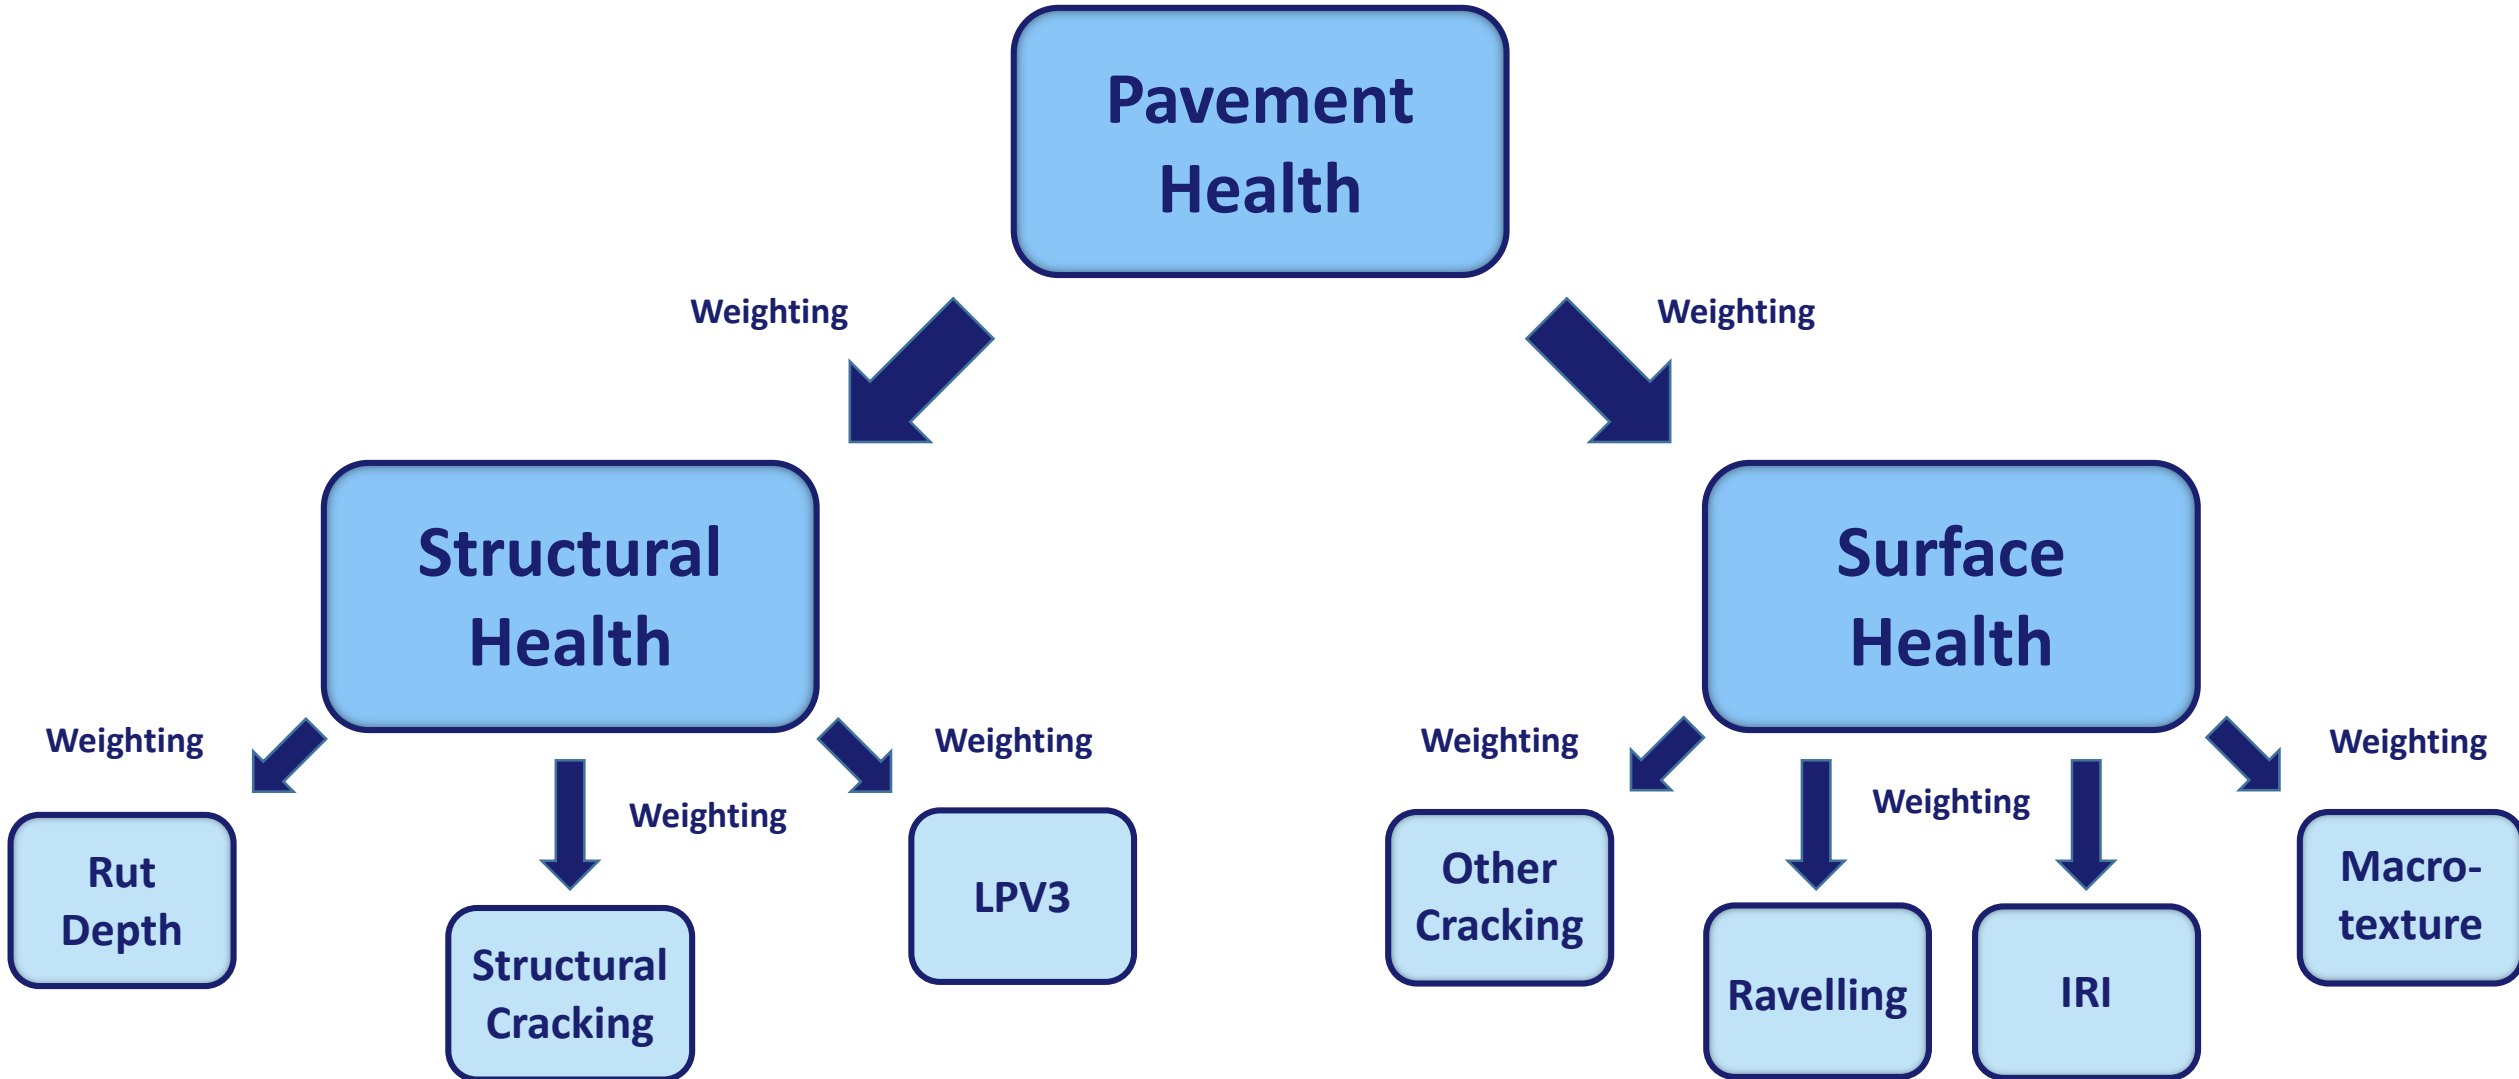 Pavement
Health
Weighting
Weighting
Structural
Health
Surface
Health
Weighting
Weighting
Weighting
Weighting
Weighting
Weighting
Rut
Depth
Structural
Cracking
LPV3
Other
Cracking
Ravelling
IRI
Macro-
texture